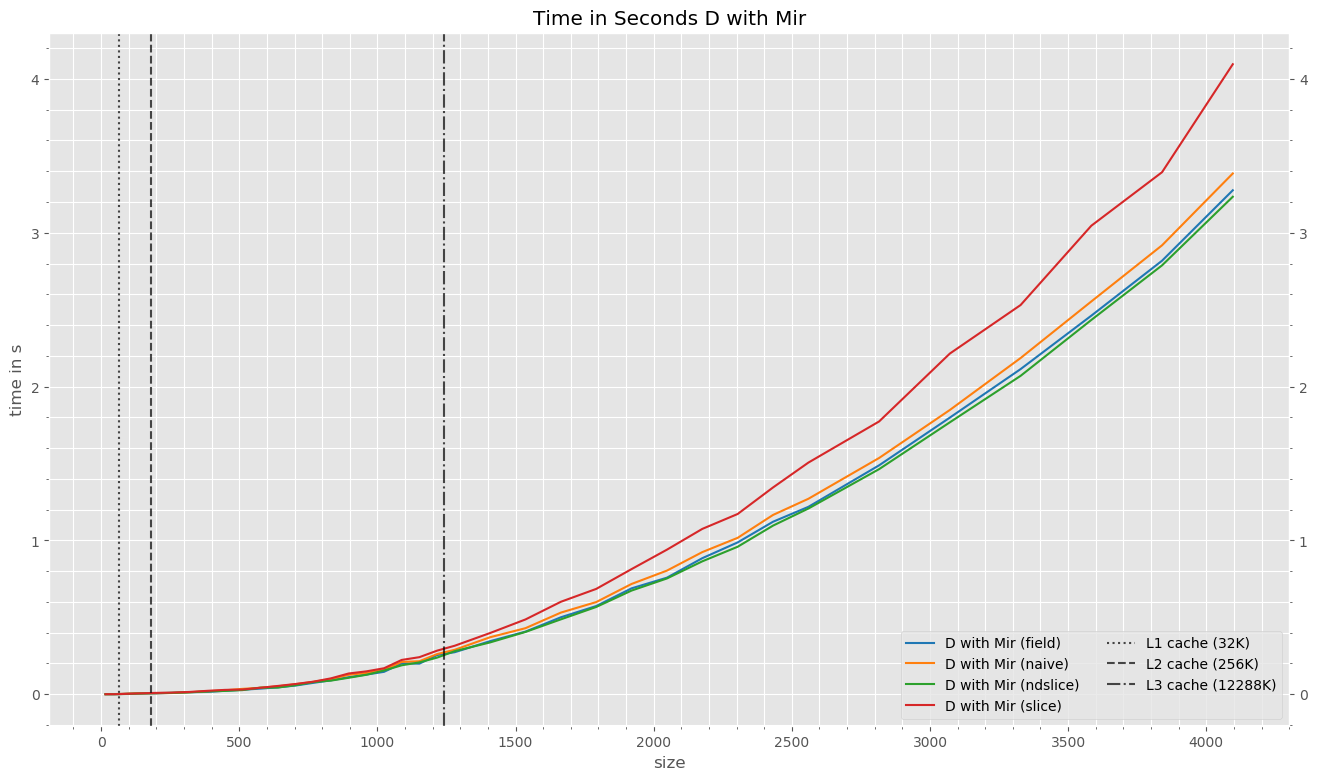 Time in Seconds D with Mir
4
3
2
1
0
time in s
4
3
2
1
0
D with Mir (field)
D with Mir (naive)
D with Mir (ndslice)
D with Mir (slice)
L1 cache (32K)
L2 cache (256K)
L3 cache (12288K)
0 500 1000 1500 2000 2500 3000 3500 4000
size